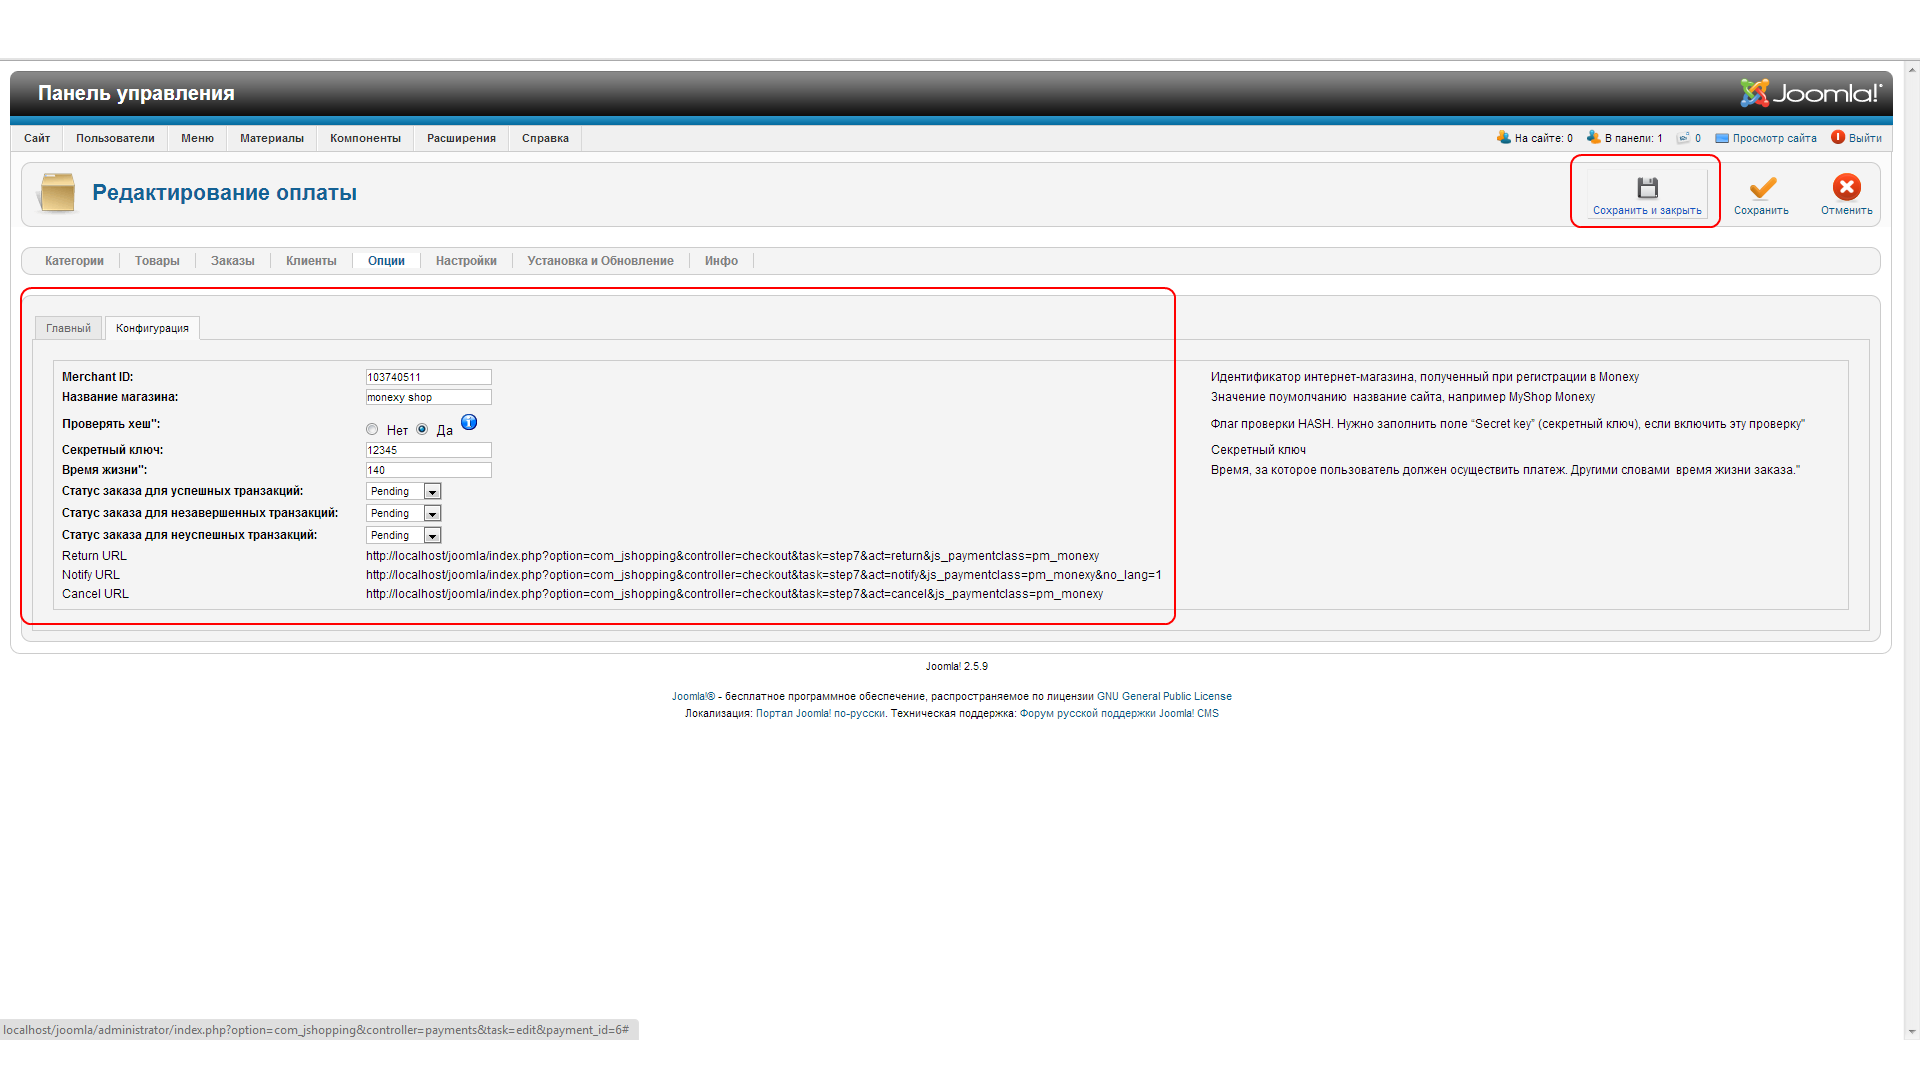 Панель управления
Joomla!
Сайт Пользователи Меню Материалы Компоненты Расширения Справка На сайте: 0 В панели: 1 0 Просмотр сайта Выйти
Редактирование оплаты
Сохранить и закрыть Сохранить Отменить
Категории Товары Заказы Клиенты Опции Настройки Установка и Обновление Инфо
Главный Конфигурация
Merchant ID: 103740511 Идентификатор интернет-магазина, полученный при регистрации в Monexy
Название магазина: monexy shop Значение поумолчанию название сайта, например MyShop Monexy
Проверять хеш": Нет Да Флаг проверки HASH. Нужно заполнить поле “Secret key” (секретный ключ), если включить эту проверку"
Секретный ключ: 12345 Секретный ключ
Время жизни": 140 Время, за которое пользователь должен осуществить платеж. Другими словами время жизни заказа."
Статус заказа для успешных транзакций: Pending
Статус заказа для незавершенных транзакций: Pending
Статус заказа для неуспешных транзакций: Pending
Return URL http://localhost/joomla/index.php?option=com_jshopping&controller=checkout&task=step7&act=return&js_paymentclass=pm_monexy
Notify URL http://localhost/joomla/index.php?option=com_jshopping&controller=checkout&task=step7&act=notify&js_paymentclass=pm_monexy&no_lang=1
Cancel URL http://localhost/joomla/index.php?option=com_jshopping&controller=checkout&task=step7&act=cancel&js_paymentclass=pm_monexy
Joomla! 2.5.9
Joomla!® - бесплатное программное обеспечение, распространяемое по лицензии GNU General Public License
Локализация: Портал Joomla! по-русски. Техническая поддержка: Форум русской поддержки Joomla! CMS
localhost/joomla/administrator/index.php?option=com_jshopping&controller=payments&task=edit&payment_id=6#